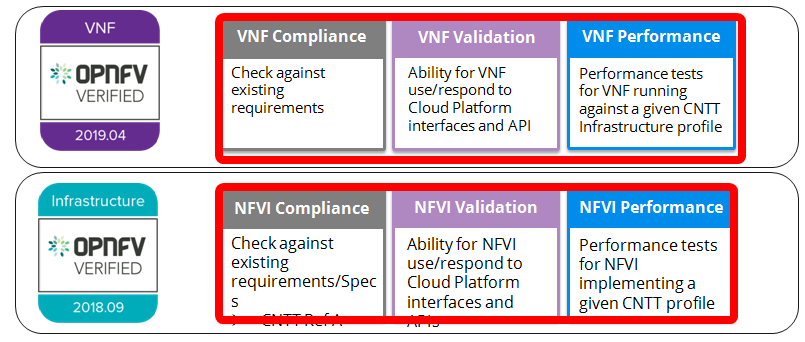 VNF
OPNFV
VERIFIED
2019.04
VNF Compliance
Check against
existing
requirements
VNF Validation
Ability for VNF
use/respond to
Cloud Platform
interfaces and API
VNF Performance
Performance tests
for VNF running
against a given CNTT
Infrastructure profile
Infrastructure
OPNFV
VERIFIED
2018.09
NFVI Compliance
Check against
existing
requirements/Spec
s
NFVI Validation
Ability for NFVI
use/respond to
Cloud Platform
interfaces and
APIs
NFVI Performance
Performance tests
for NFVI
implementing a
given CNTT profile